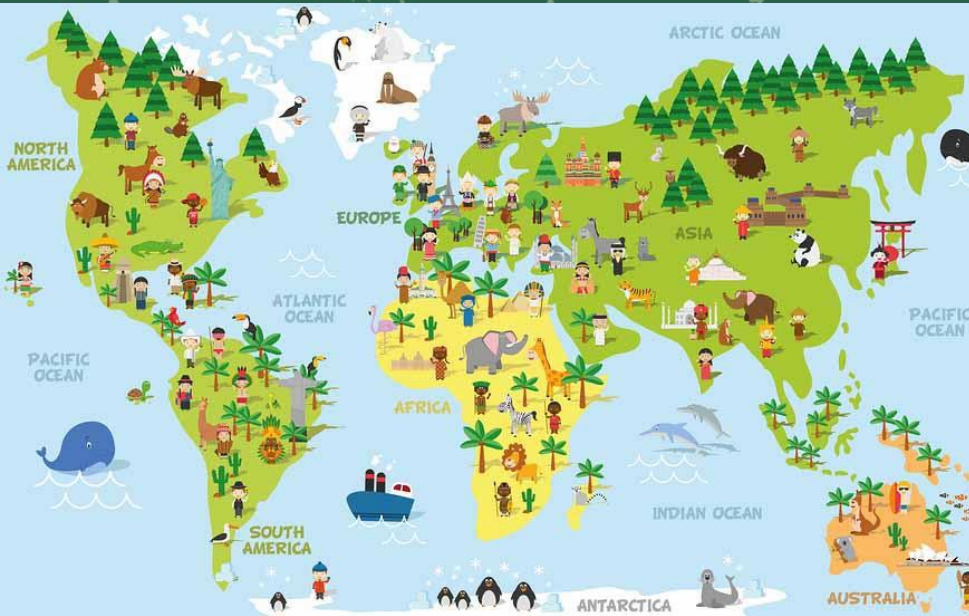 ARCTIC OCEAN
NORTH
AMERICA
EUROPE
ASIA
ATLANTIC
OCEAN
PACIFIC
OCEAN
PACIFIC
OCEAN
AFRICA
INDIAN OCEAN
SOUTH
AMERICA
AUSTRALIA
ANTARCTICA